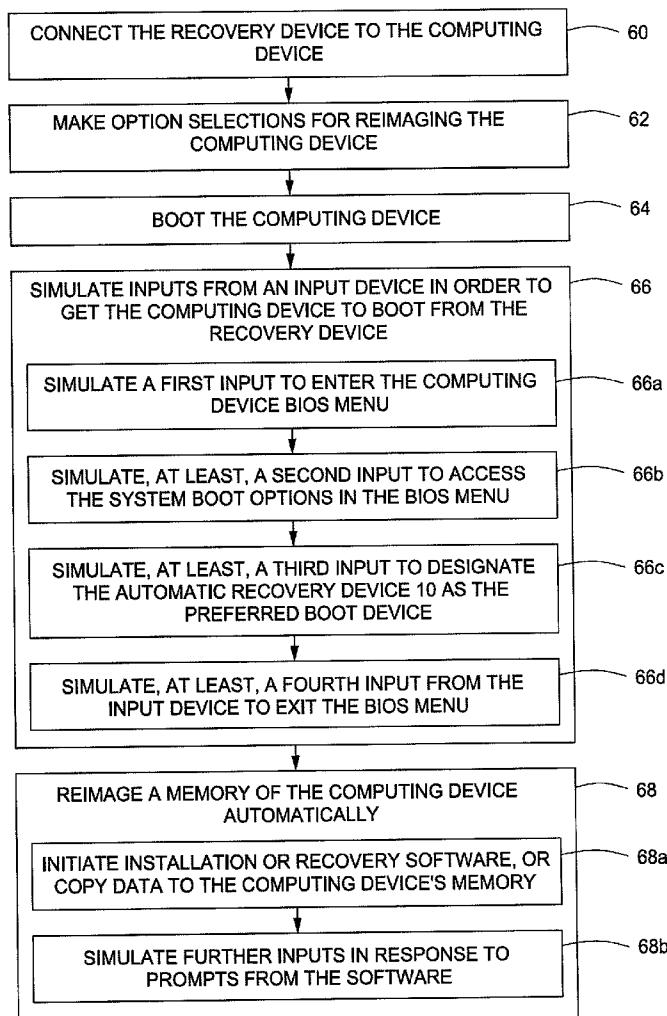 CONNECT THE RECOVERY DEVICE TO THE COMPUTING
DEVICE
60
MAKE OPTION SELECTIONS FOR REIMAGING THE
COMPUTING DEVICE
62
BOOT THE COMPUTING DEVICE
64
SIMULATE INPUTS FROM AN INPUT DEVICE IN ORDER TO
GET THE COMPUTING DEVICE TO BOOT FROM THE
RECOVERY DEVICE
66
SIMULATE A FIRST INPUT TO ENTER THE COMPUTING
DEVICE BIOS MENU
66a
SIMULATE, AT LEAST, A SECOND INPUT TO ACCESS
THE SYSTEM BOOT OPTIONS IN THE BIOS MENU
66b
SIMULATE, AT LEAST, A THIRD INPUT TO DESIGNATE
THE AUTOMATIC RECOVERY DEVICE 10 AS THE
PREFERRED BOOT DEVICE
66c
SIMULATE, AT LEAST, A FOURTH INPUT FROM THE
INPUT DEVICE TO EXIT THE BIOS MENU
66d
REIMAGE A MEMORY OF THE COMPUTING DEVICE
AUTOMATICALLY
68
INITIATE INSTALLATION OR RECOVERY SOFTWARE, OR
COPY DATA TO THE COMPUTING DEVICE'S MEMORY
68a
SIMULATE FURTHER INPUTS IN RESPONSE TO
PROMPTS FROM THE SOFTWARE
68b